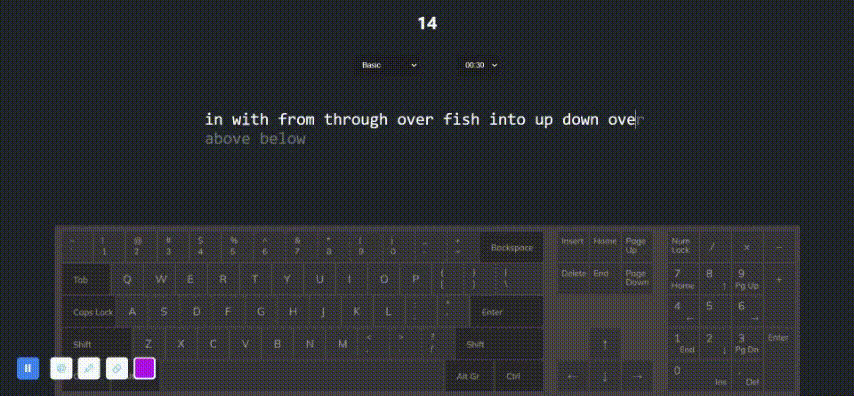 14
Basic 00:30
in with from through over fish into up down over
above below
~ ! @ # $ % ^ & * ( ) _ + Backspace
1 2 3 4 5 6 7 8 9 0
Insert Home Page Up
Num Lock / × −
Tab Q W E R T Y U I O P { } |
[ ] \
Delete End Page Down
7 Home 8 ↑ 9 Pg Up +
Caps Lock A S D F G H J K L Enter
4 ← 5 6 →
Shift Z X C V B N M < > ? Shift
, . /
↑
1 End 2 ↓ 3 Pg Dn Enter
Alt Gr Ctrl
← ↓ →
0 Ins Del